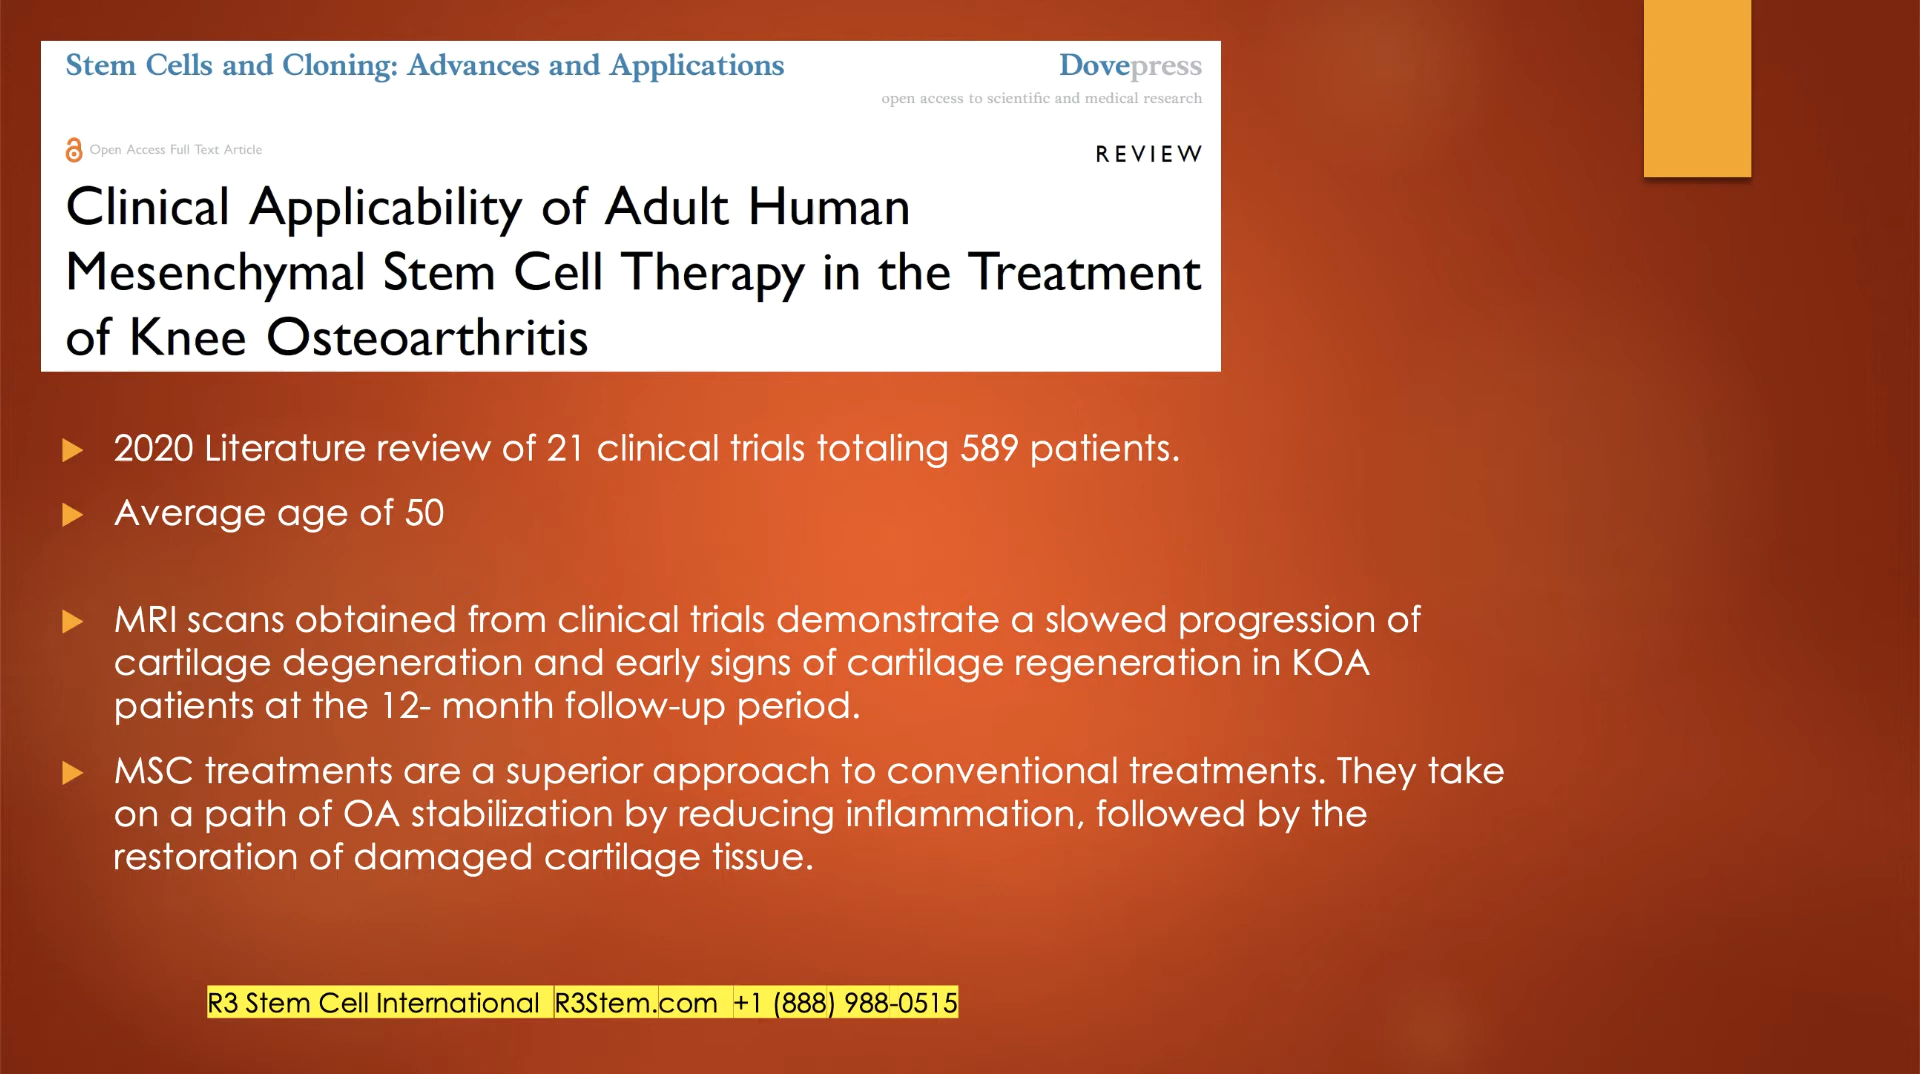 Stem Cells and Cloning: Advances and Applications
Dovepress
open access to scientific and medical research
Open Access Full Text Article
REVIEW
Clinical Applicability of Adult Human
Mesenchymal Stem Cell Therapy in the Treatment
of Knee Osteoarthritis
2020 Literature review of 21 clinical trials totaling 589 patients.
Average age of 50
MRI scans obtained from clinical trials demonstrate a slowed progression of
cartilage degeneration and early signs of cartilage regeneration in KOA
patients at the 12- month follow-up period.
MSC treatments are a superior approach to conventional treatments. They take
on a path of OA stabilization by reducing inflammation, followed by the
restoration of damaged cartilage tissue.
R3 Stem Cell International R3Stem.com +1 (888) 988-0515